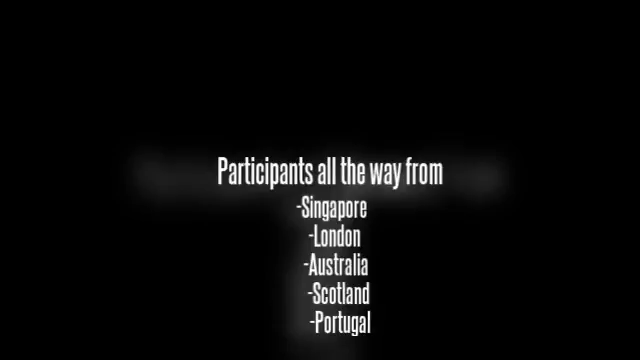 Participants all the way from
-Singapore
-London
-Australia
-Scotland
-Portugal